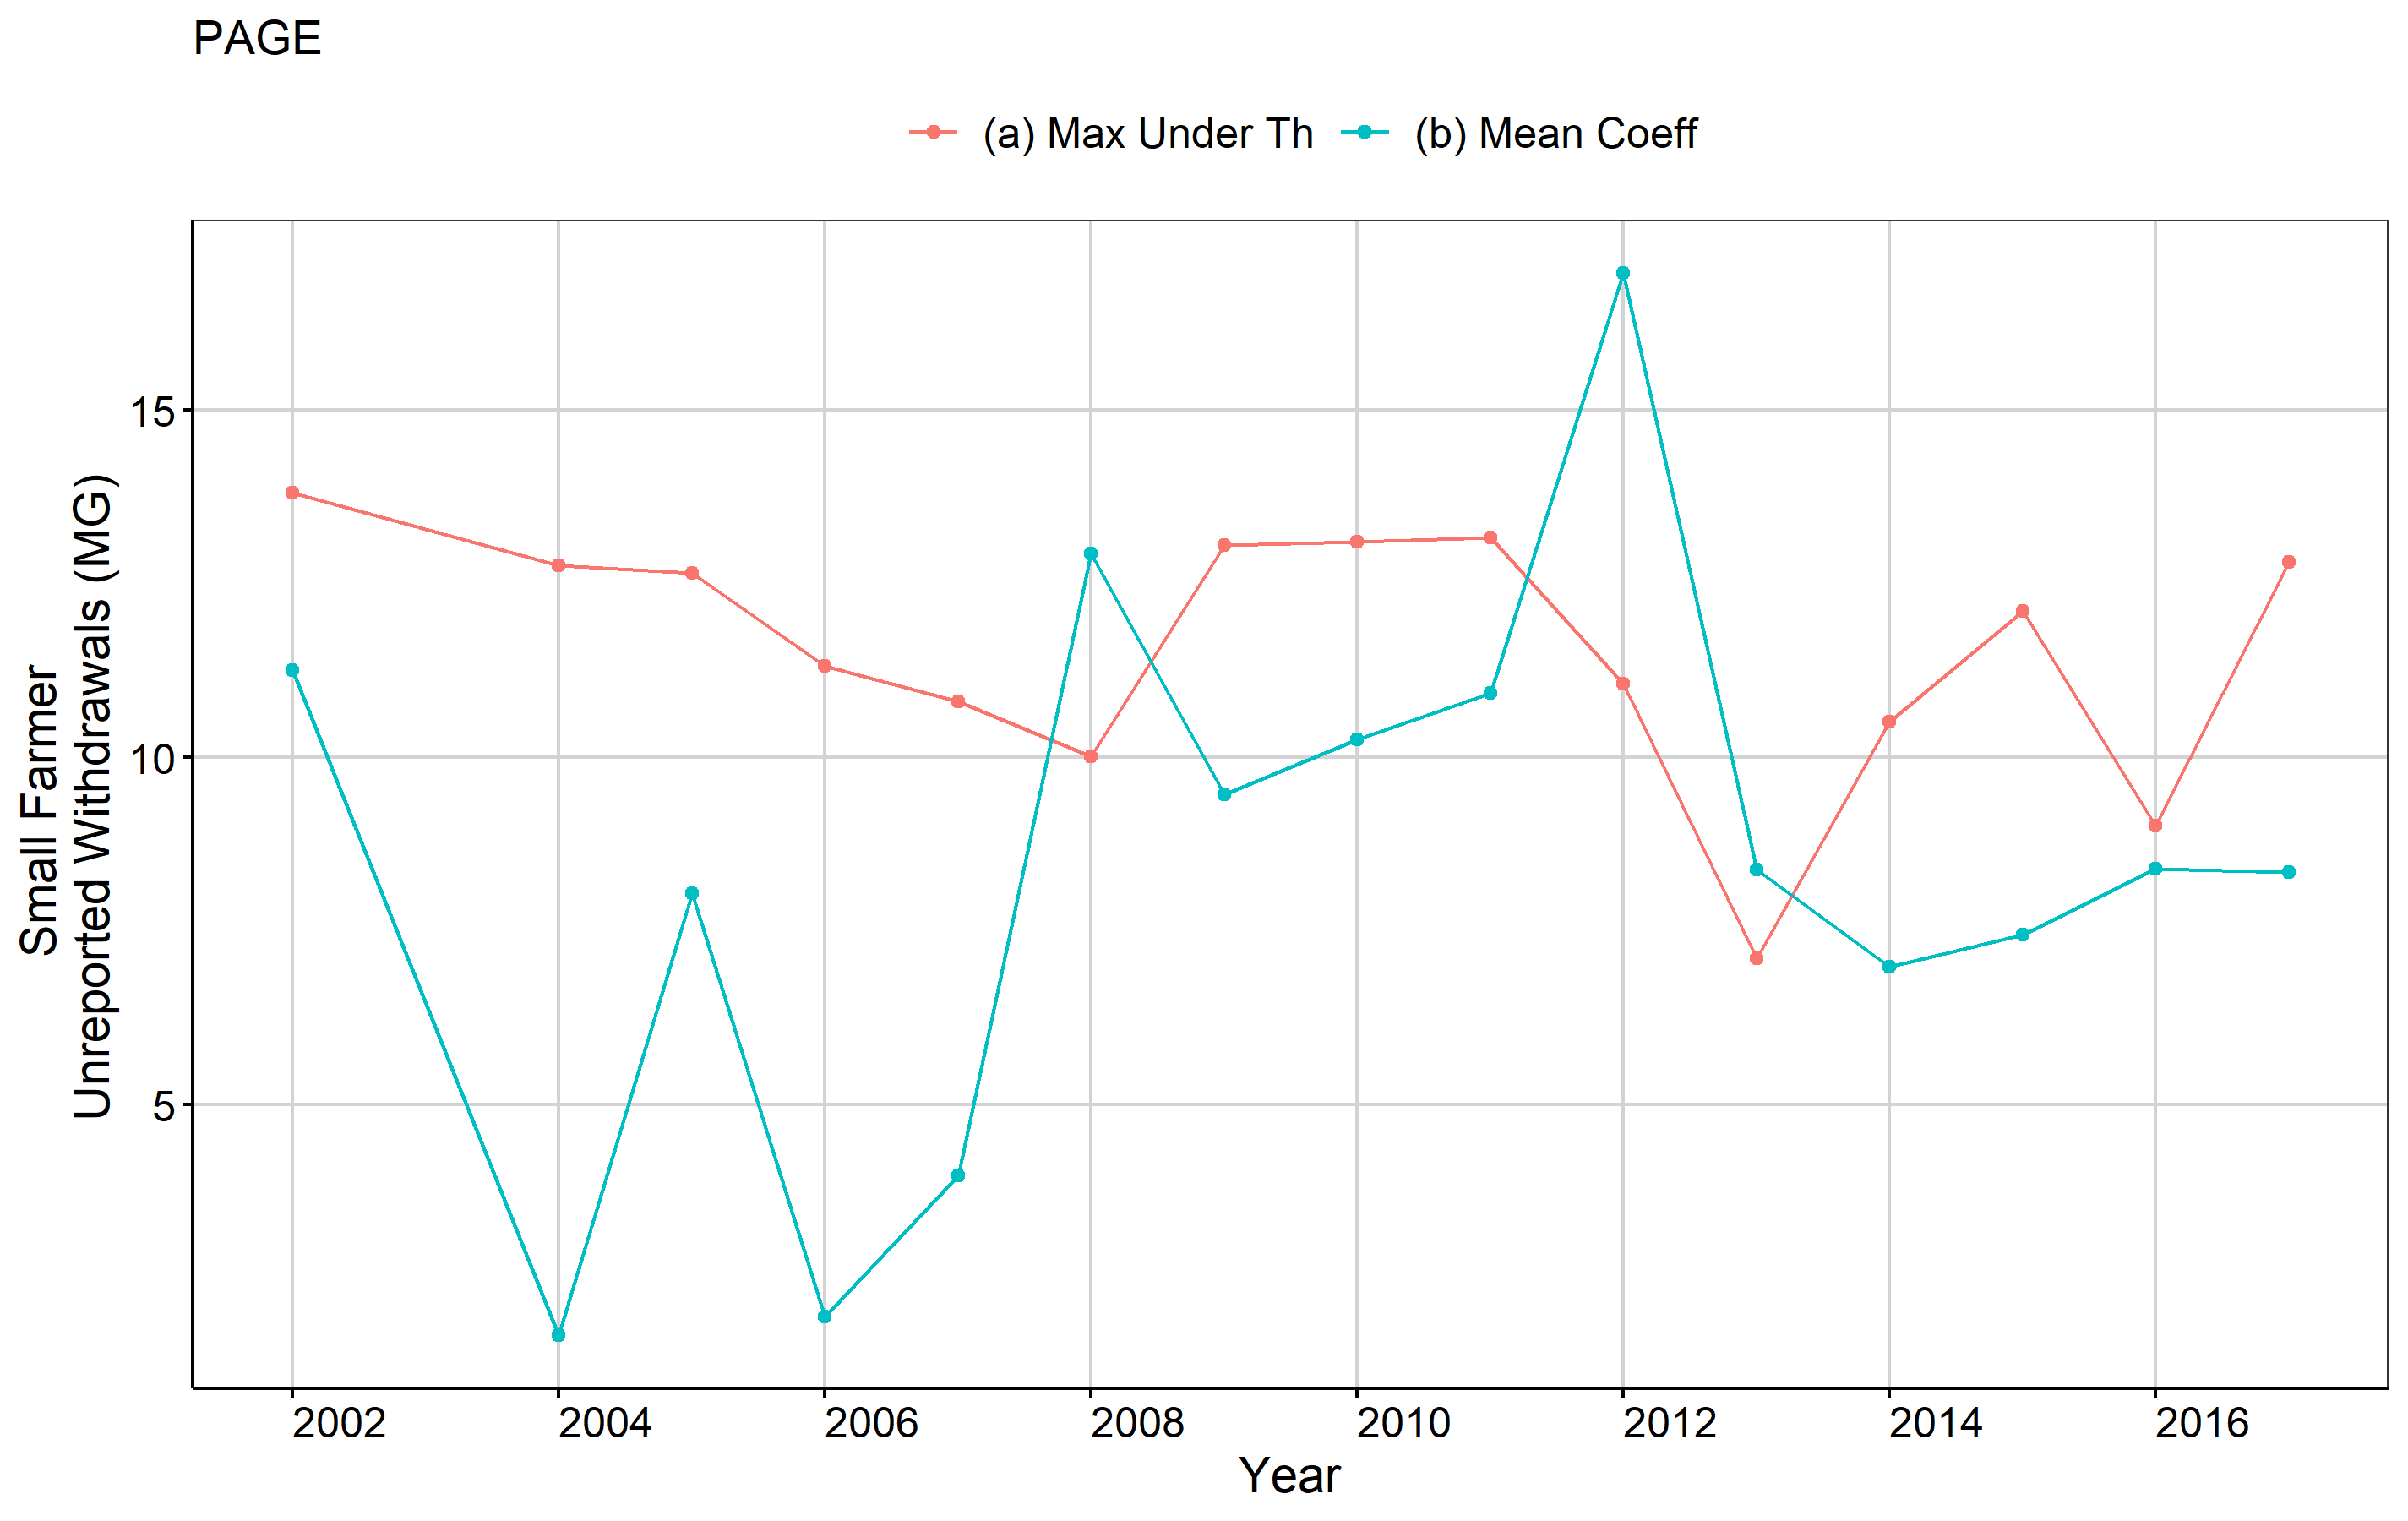 PAGE
(a) Max Under Th (b) Mean Coeff
Small Farmer
Unreported Withdrawals (MG)
15
10
5
2002 2004 2006 2008 2010 2012 2014 2016
Year